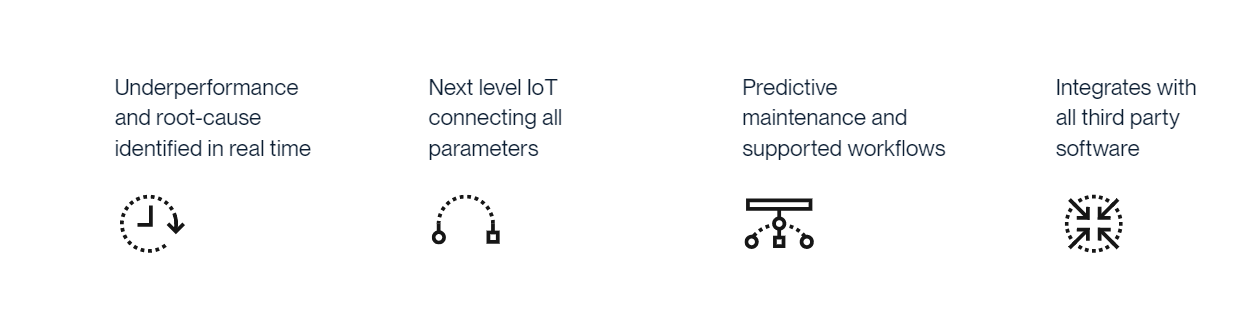 Underperformance
and root-cause
identified in real time
Next level IoT
connecting all
parameters
Predictive
maintenance and
supported workflows
Integrates with
all third party
software